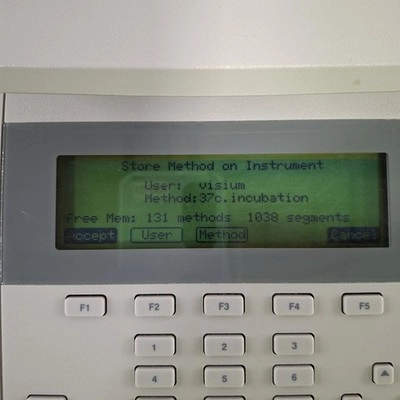 Store Method on Instrument
User: visium
Method:37c.incubation
Free Mem: 131 methods 1038 segments
Accept User Method Cancel
F1 F2 F3 F4 F5
1 2 3
4 5 6